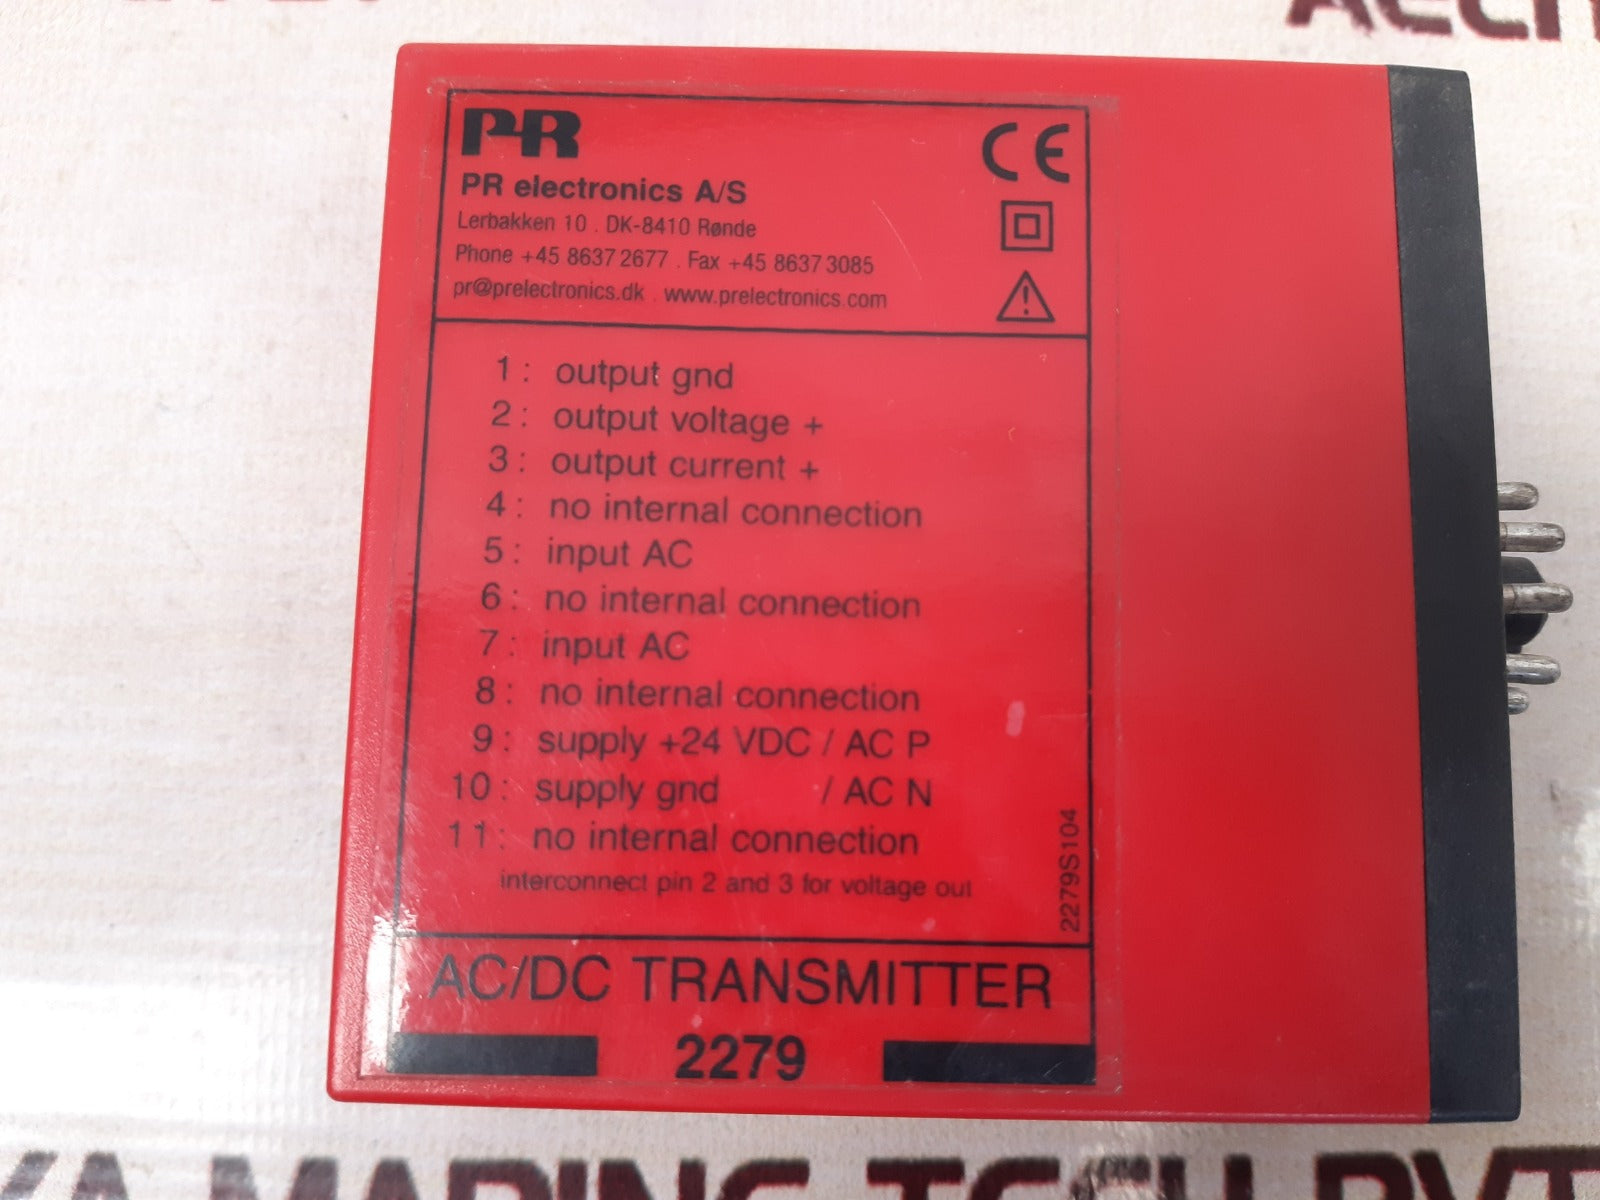 PR
PR electronics A/S
Lerbakken 10 . DK-8410 Rønde
Phone +45 8637 2677 . Fax +45 8637 3085
pr@prelectronics.dk . www.prelectronics.com
CE
1 : output gnd
2 : output voltage +
3 : output current +
4 : no internal connection
5 : input AC
6 : no internal connection
7 : input AC
8 : no internal connection
9 : supply +24 VDC / AC P
10 : supply gnd / AC N
11 : no internal connection
interconnect pin 2 and 3 for voltage out
2279S104
AC/DC TRANSMITTER
2279